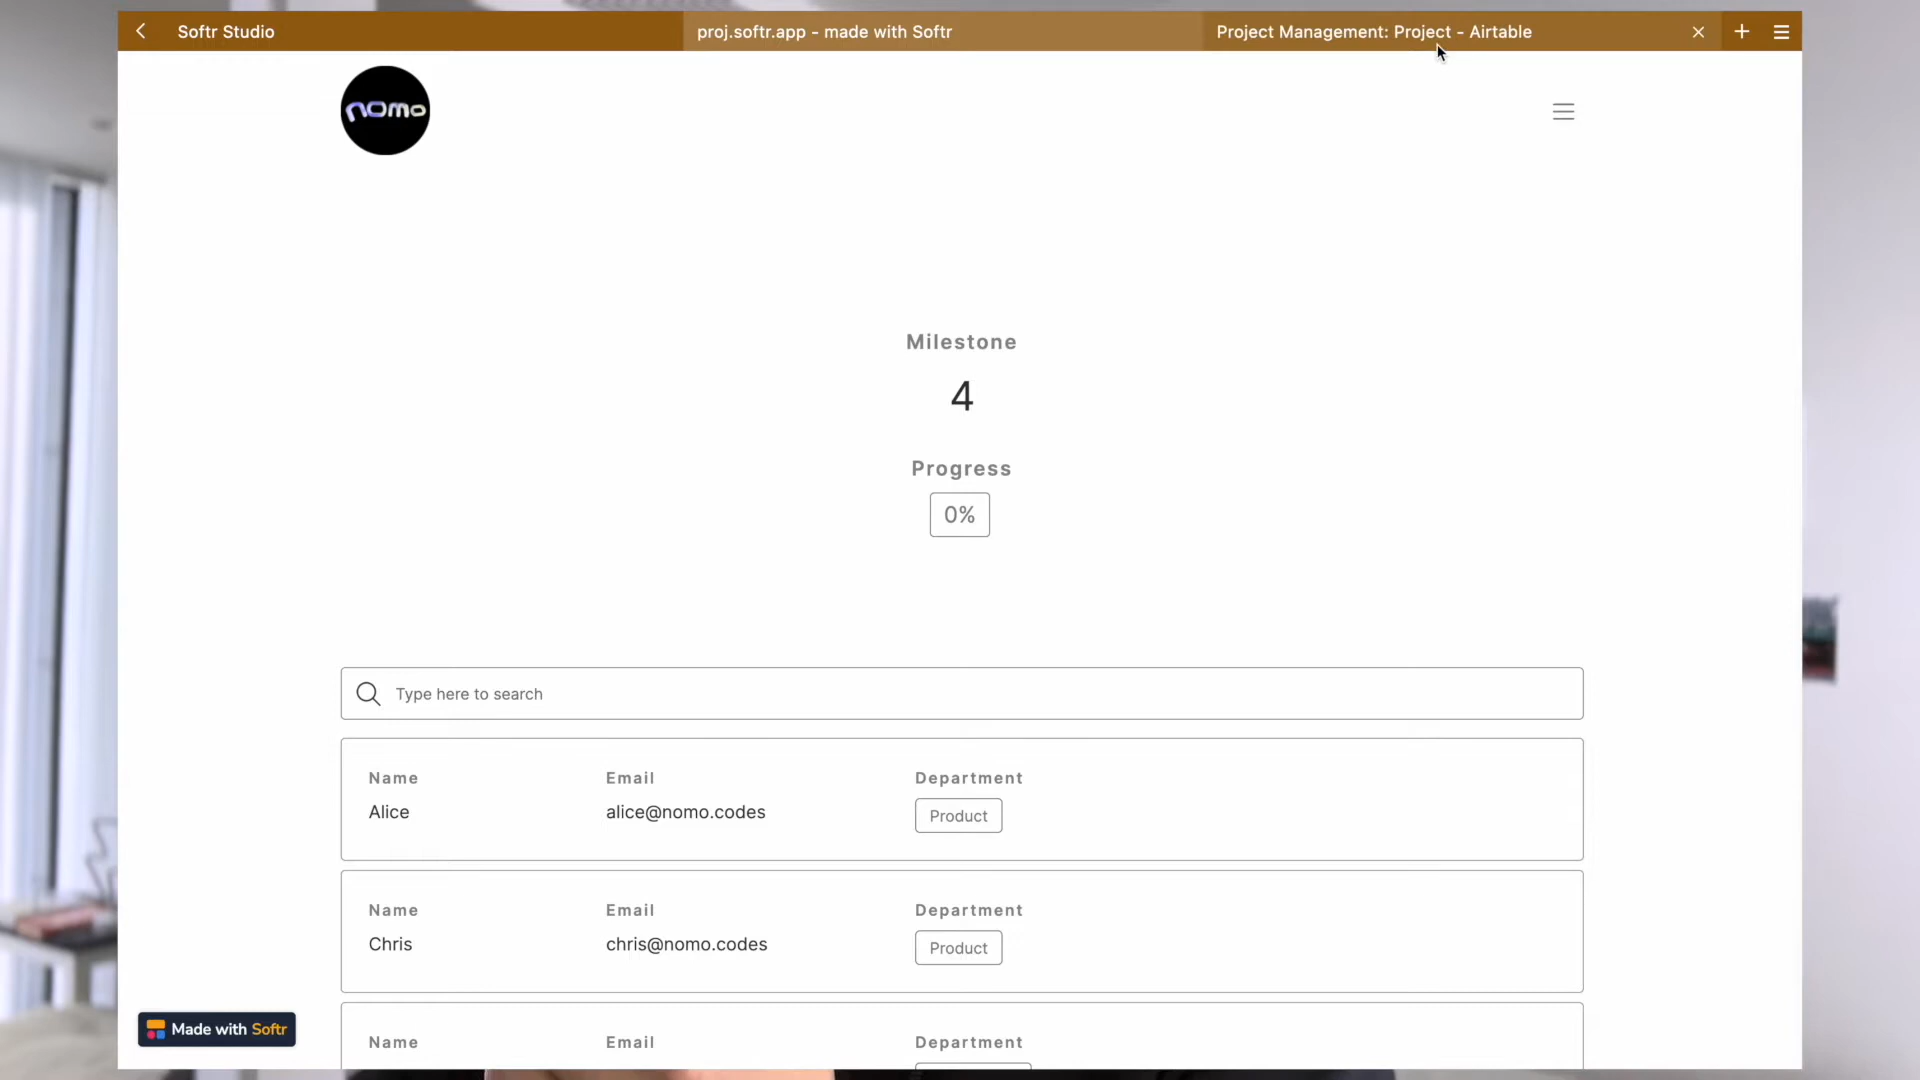 Softr Studio
proj.softr.app - made with Softr
Project Management: Project - Airtable
nomo
Milestone
4
Progress
0%
Type here to search
Name
Email
Department
Alice
alice@nomo.codes
Product
Name
Email
Department
Chris
chris@nomo.codes
Product
Name
Email
Department
Made with Softr